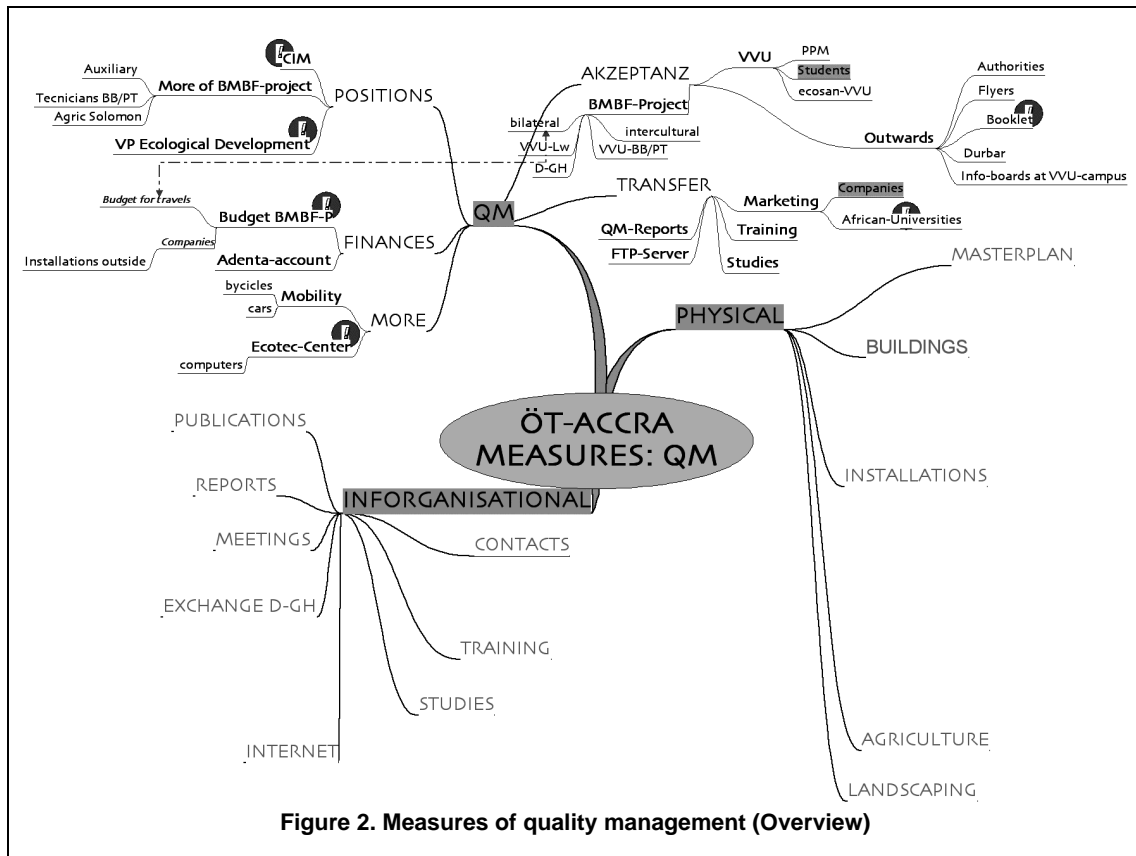 CIM
Auxiliary
More of BMBF-project
Tecnicians BB/PT
Agric Solomon
POSITIONS
VP Ecological Development
Budget for travels
Budget BMBF-P
Companies
FINANCES
Installations outside
Adenta-account
bycicles
Mobility
cars
MORE
Ecotec-Center
computers
QM
AKZEPTANZ
VVU
PPM
Students
ecosan-VVU
BMBF-Project
bilateral
intercultural
VVU-Lw
VVU-BB/PT
D-GH
Outwards
Authorities
Flyers
Booklet
Durbar
Info-boards at VVU-campus
TRANSFER
Marketing
Companies
African-Universities
QM-Reports
Training
FTP-Server
Studies
PHYSICAL
MASTERPLAN
BUILDINGS
INSTALLATIONS
AGRICULTURE
LANDSCAPING
ÖT-ACCRA
MEASURES: QM
INFORGANISATIONAL
PUBLICATIONS
REPORTS
MEETINGS
CONTACTS
EXCHANGE D-GH
TRAINING
STUDIES
INTERNET
Figure 2. Measures of quality management (Overview)